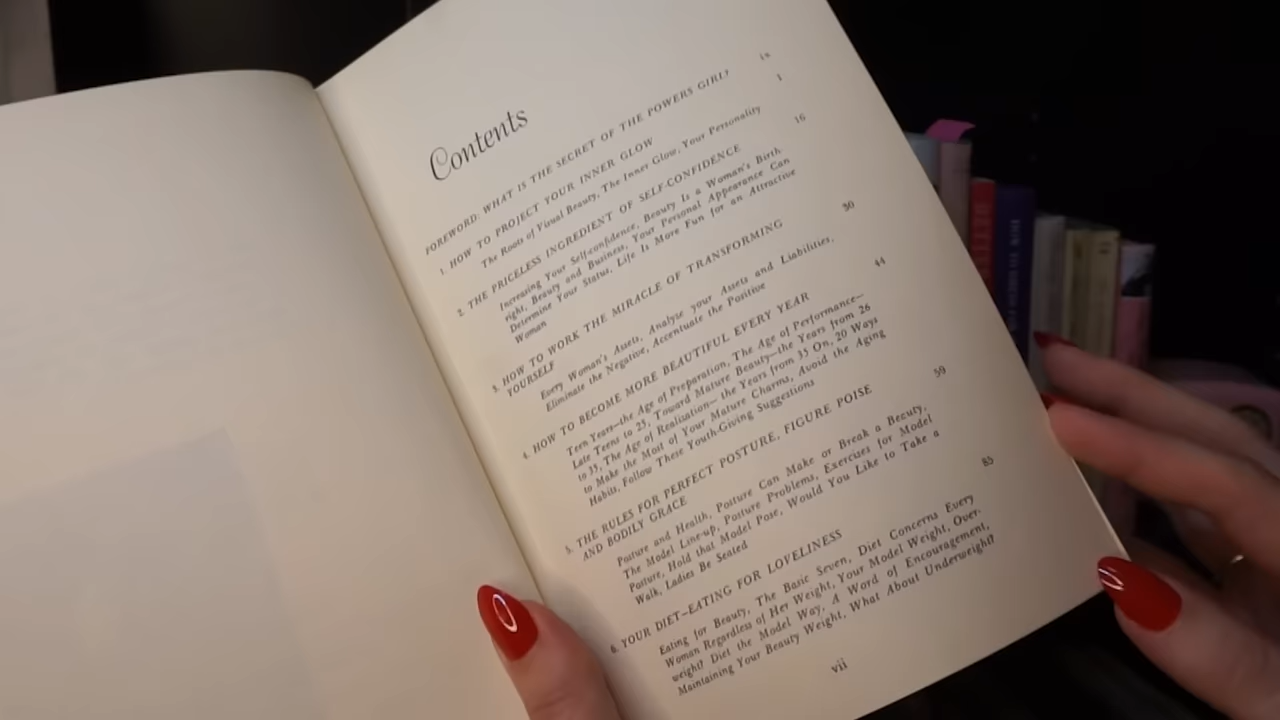 Contents
FOREWORD: WHAT IS THE SECRET OF THE POWERS GIRL? ix
1. HOW TO PROJECT YOUR INNER GLOW 1
The Roots of Visual Beauty, The Inner Glow, Your Personality
2. THE PRICELESS INGREDIENT OF SELF-CONFIDENCE 16
Increasing Your Self-confidence, Beauty Is a Woman's Birth-
right, Beauty and Business, Your Personal Appearance Can
Determine Your Status, Life Is More Fun for an Attractive
Woman
3. HOW TO WORK THE MIRACLE OF TRANSFORMING
YOURSELF 30
Every Woman's Assets, Analyse your Assets and Liabilities,
Eliminate the Negative, Accentuate the Positive
4. HOW TO BECOME MORE BEAUTIFUL EVERY YEAR 44
Teen Years—the Age of Preparation, The Age of Performance—
Late Teens to 25, Toward Mature Beauty—the Years from 26
to 35, The Age of Realisation—the Years from 35 On, 20 Ways
to Make the Most of Your Mature Charms, Avoid the Aging
Habits, Follow These Youth-Giving Suggestions
5. THE RULES FOR PERFECT POSTURE, FIGURE POISE
AND BODILY GRACE 59
Posture and Health, Posture Can Make or Break a Beauty,
The Model Line-up, Posture Problems, Exercises for Model
Posture, Hold that Model Pose, Would You Like to Take a
Walk, Ladies Be Seated
6. YOUR DIET—EATING FOR LOVELINESS 85
Eating for Beauty, The Basic Seven, Diet Concerns Every
Woman Regardless of Her Weight, Your Model Weight, Over-
weight? Diet the Model Way, A Word of Encouragement,
Maintaining Your Beauty Weight, What About Underweight?
vii